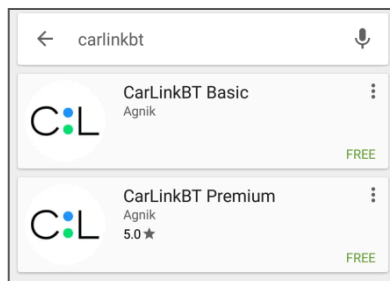 carlinkbt
C:L
CarLinkBT Basic
Agnik
FREE
C:L
CarLinkBT Premium
Agnik
5.0★
FREE